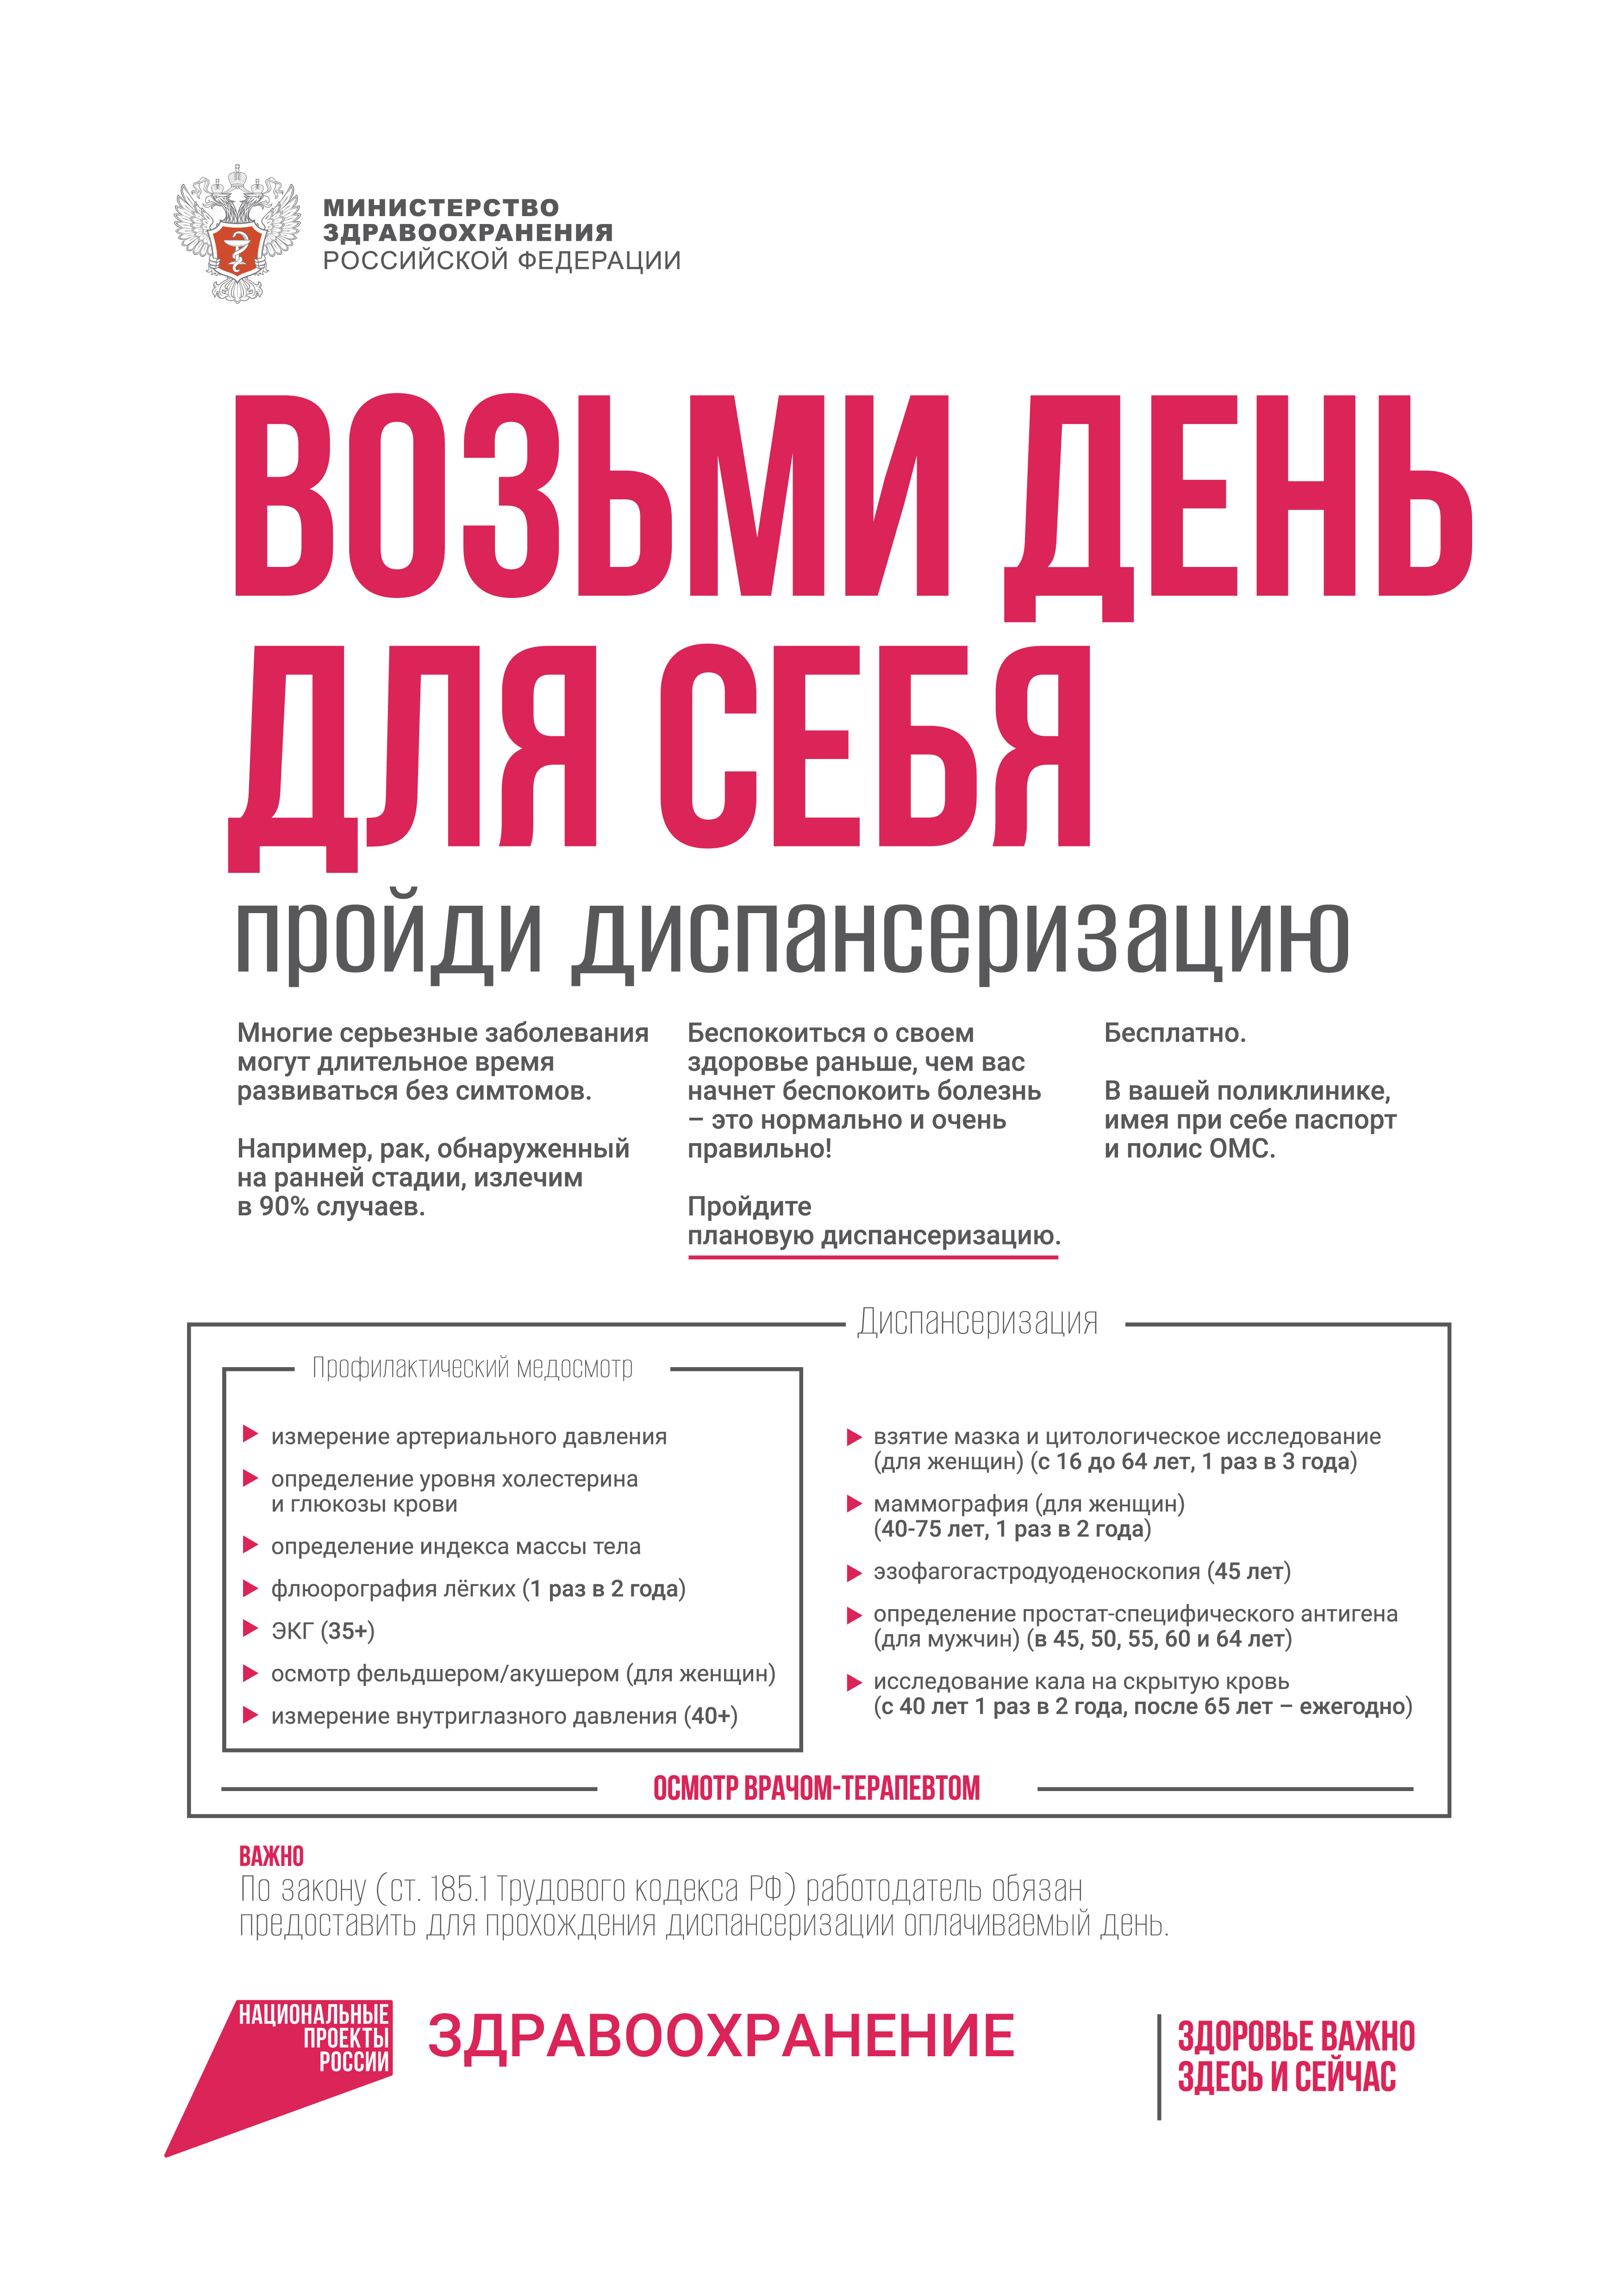 МИНИСТЕРСТВО
ЗДРАВООХРАНЕНИЯ
РОССИЙСКОЙ ФЕДЕРАЦИИ
ВОЗЬМИ ДЕНЬ
ДЛЯ СЕБЯ
пройди диспансеризацию
Многие серьезные заболевания
могут длительное время
развиваться без симтомов.
Например, рак, обнаруженный
на ранней стадии, излечим
в 90% случаев.
Беспокоиться о своем
здоровье раньше, чем вас
начнет беспокоить болезнь
– это нормально и очень
правильно!
Пройдите
плановую диспансеризацию.
Бесплатно.
В вашей поликлинике,
имея при себе паспорт
и полис ОМС.
Диспансеризация
Профилактический медосмотр
измерение артериального давления
определение уровня холестерина
и глюкозы крови
определение индекса массы тела
флюорография лёгких (1 раз в 2 года)
ЭКГ (35+)
осмотр фельдшером/акушером (для женщин)
измерение внутриглазного давления (40+)
взятие мазка и цитологическое исследование
(для женщин) (с 16 до 64 лет, 1 раз в 3 года)
маммография (для женщин)
(40-75 лет, 1 раз в 2 года)
эзофагогастродуоденоскопия (45 лет)
определение простат-специфического антигена
(для мужчин) (в 45, 50, 55, 60 и 64 лет)
исследование кала на скрытую кровь
(с 40 лет 1 раз в 2 года, после 65 лет – ежегодно)
ОСМОТР ВРАЧОМ-ТЕРАПЕВТОМ
ВАЖНО
По закону (ст. 185.1 Трудового кодекса РФ) работодатель обязан
предоставить для прохождения диспансеризации оплачиваемый день.
НАЦИОНАЛЬНЫЕ
ПРОЕКТЫ
РОССИИ
ЗДРАВООХРАНЕНИЕ
ЗДОРОВЬЕ ВАЖНО
ЗДЕСЬ И СЕЙЧАС